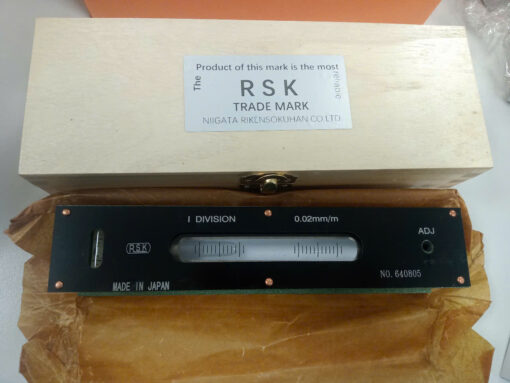 The Product of this mark is the most reliable
RSK
TRADE MARK
NIIGATA RIKENSOKUHAN CO.LTD
I DIVISION 0.02mm/m
RSK
ADJ
NO. 640805
MADE IN JAPAN